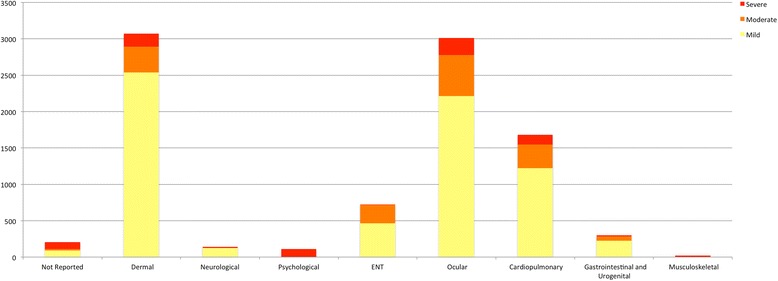 3500
3000
2500
2000
1500
1000
500
0
Not Reported
Dermal
Neurological
Psychological
ENT
Ocular
Cardiopulmonary
Gastrointestinal and
Urogenital
Musculoskeletal
Severe
Moderate
Mild